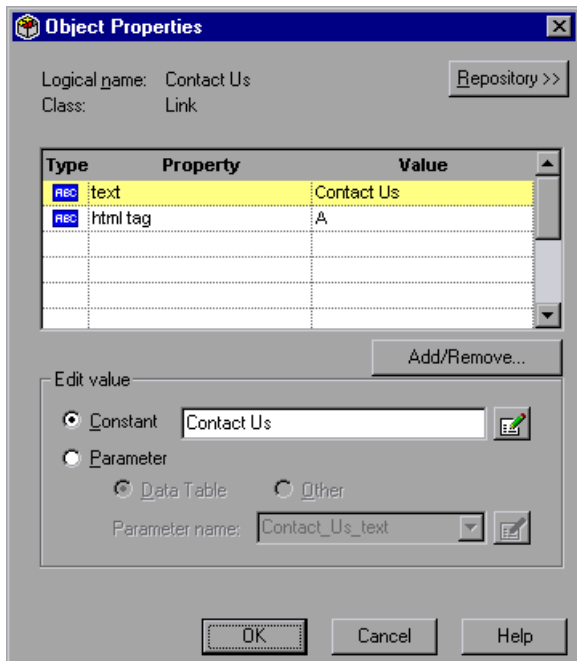 Object Properties
Logical name: Contact Us
Repository >>
Class: Link
Type Property Value
ABC text Contact Us
ABC html tag A
Add/Remove...
Edit value
Constant Contact Us
Parameter
Data Table Other
Parameter name: Contact_Us_text
OK Cancel Help